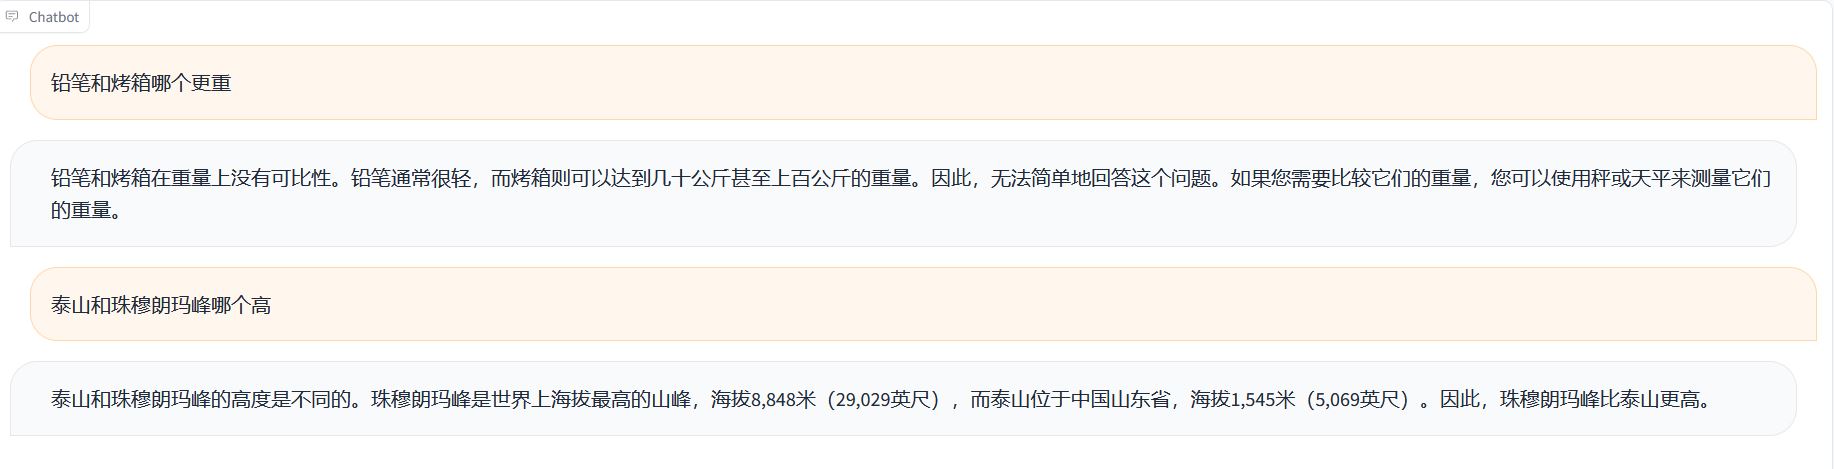 Chatbot
铅笔和烤箱哪个更重
铅笔和烤箱在重量上没有可比性。铅笔通常很轻，而烤箱则可以达到几十公斤甚至上百公斤的重量。因此，无法简单地回答这个问题。如果您需要比较它们的重量，您可以使用秤或天平来测量它们
的重量。
泰山和珠穆朗玛峰哪个高
泰山和珠穆朗玛峰的高度是不同的。珠穆朗玛峰是世界上海拔最高的山峰，海拔8,848米（29,029英尺），而泰山位于中国山东省，海拔1,545米（5,069英尺）。因此，珠穆朗玛峰比泰山更高。